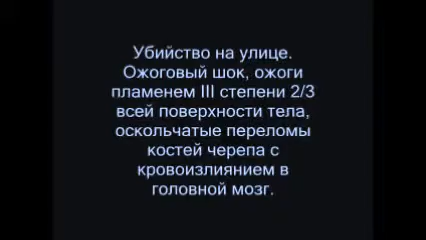 Убийство на улице.
Ожоговый шок, ожоги
пламенем III степени 2/3
всей поверхности тела,
оскольчатые переломы
костей черепа с
кровоизлиянием в
головной мозг.